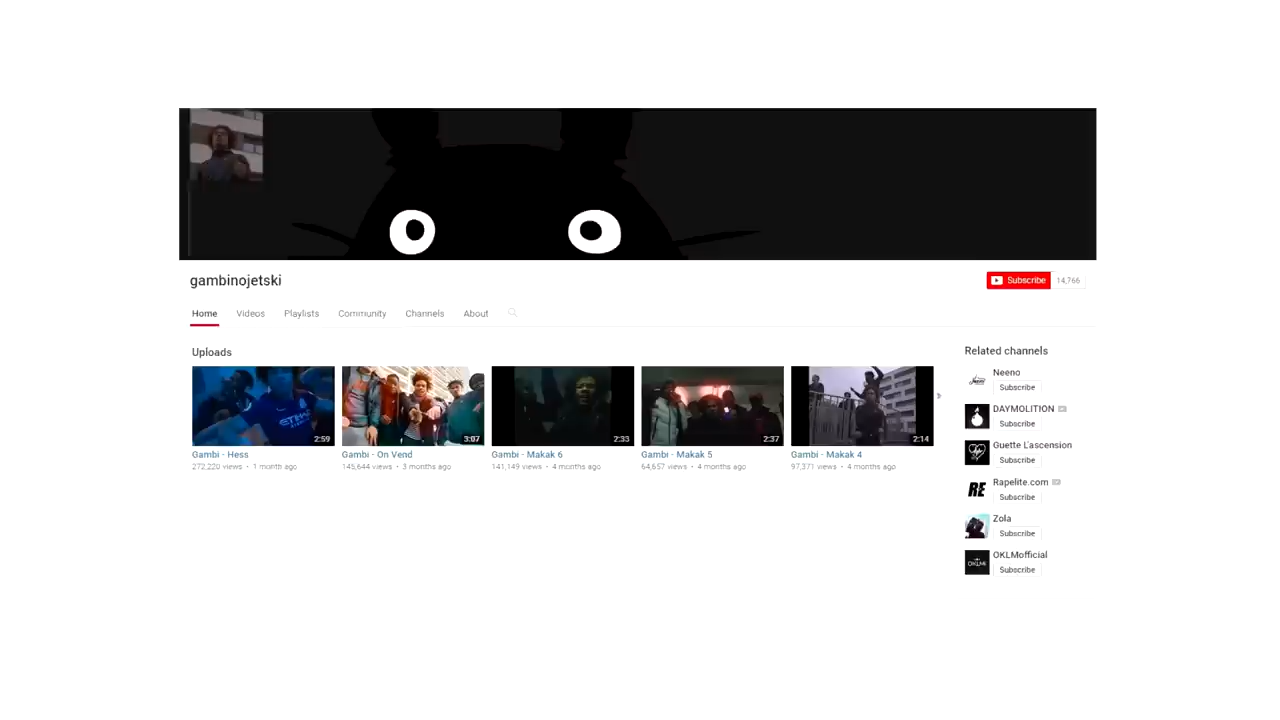 gambinojetski
Subscribe 14,766
Home Videos Playlists Community Channels About
Uploads
2:59 3:07 2:33 2:37 2:14
Gambi - Hess
272,220 views • 1 month ago
Gambi - On Vend
145,644 views • 3 months ago
Gambi - Makak 6
141,149 views • 4 months ago
Gambi - Makak 5
64,657 views • 4 months ago
Gambi - Makak 4
97,371 views • 4 months ago
Related channels
Neeno
Subscribe
DAYMOLITION
Subscribe
Guette L'ascension
Subscribe
RE
Rapelite.com
Subscribe
Zola
Subscribe
OKLM
OKLMofficial
Subscribe